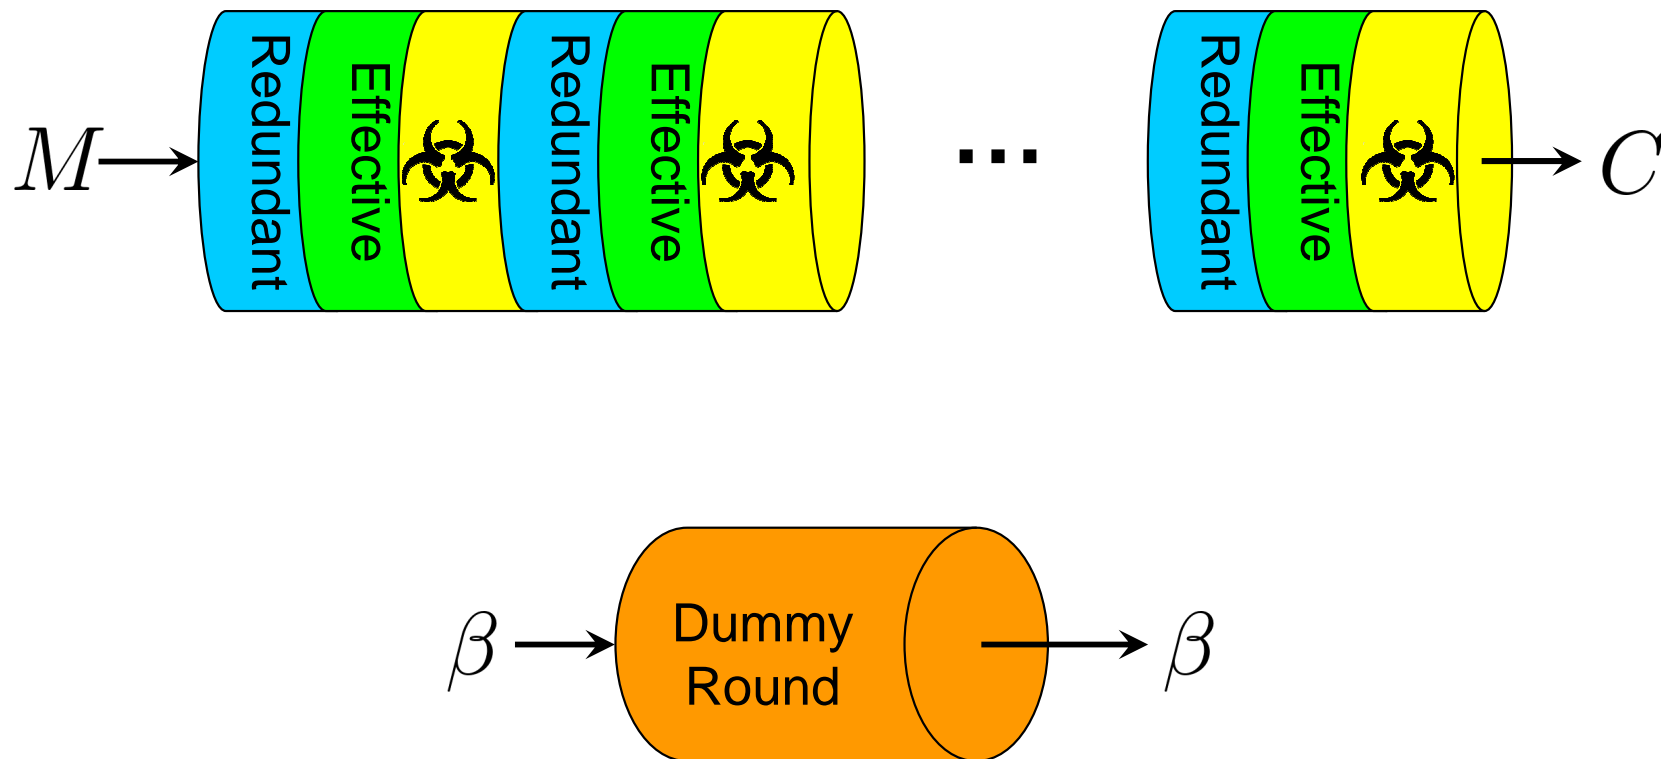 M Redundant Effective Redundant Effective ... Redundant Effective C
β Dummy β
Round